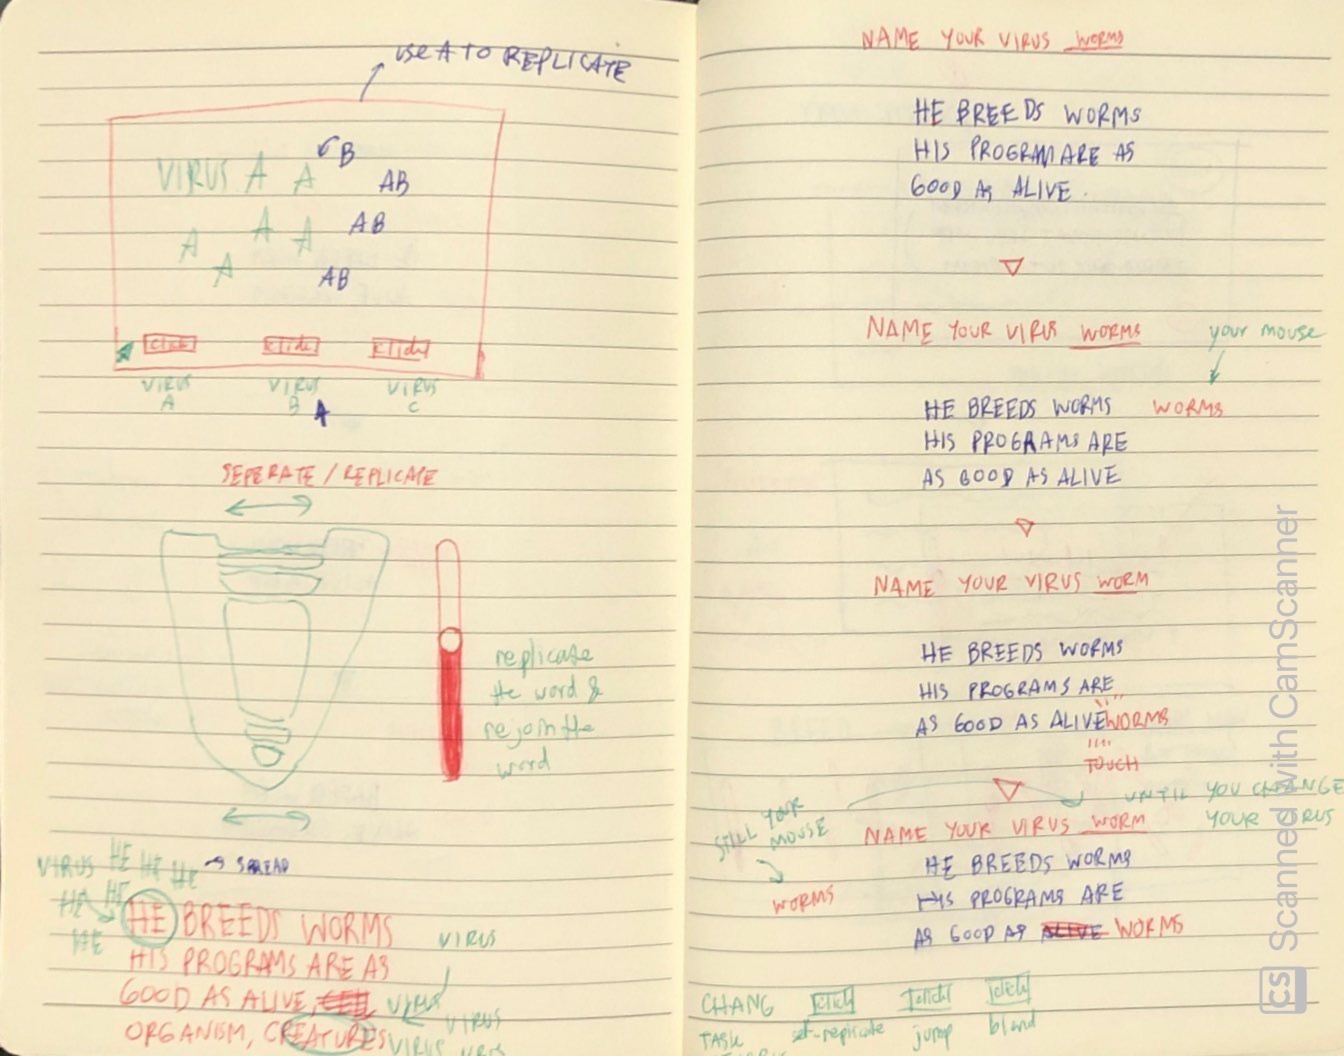 USE A TO REPLICATE
VIRUS A A B
AB
A A AB
A A AB
click click click
VIRUS VIRUS VIRUS
A B C
A
SEPERATE / REPLICATE
replicate
the word &
rejoin the
word
VIRUS HE HE HE → SPREAD
HE HE
HE
HE BREEDS WORMS
VIRUS
HIS PROGRAMS ARE AS
GOOD AS ALIVE, VIRUS
VIRUS
ORGANISM, CREATURES VIRUS
NAME YOUR VIRUS WORMS
HE BREEDS WORMS
HIS PROGRAM ARE AS
GOOD AS ALIVE.
NAME YOUR VIRUS WORMS
your mouse
HE BREEDS WORMS WORMS
HIS PROGRAMS ARE
AS GOOD AS ALIVE
NAME YOUR VIRUS WORM
HE BREEDS WORMS
HIS PROGRAMS ARE
AS GOOD AS ALIVE WORMS
TOUCH
UNTIL YOU CHANGE
YOUR VIRUS
STILL YOUR
MOUSE
NAME YOUR VIRUS WORM
HE BREEDS WORMS
WORMS
HIS PROGRAMS ARE
AS GOOD AS ALIVE WORMS
CHANG click click click
TASK self-replicate jump blend
CS Scanned with CamScanner